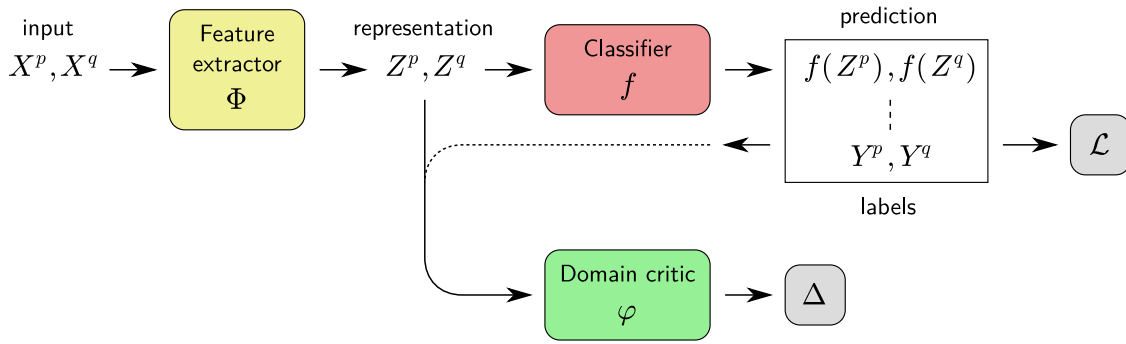 input
X^p, X^q
Feature
extractor
Φ
representation
Z^p, Z^q
Classifier
f
prediction
f(Z^p), f(Z^q)
Y^p, Y^q
labels
ℒ
Domain critic
φ
Δ